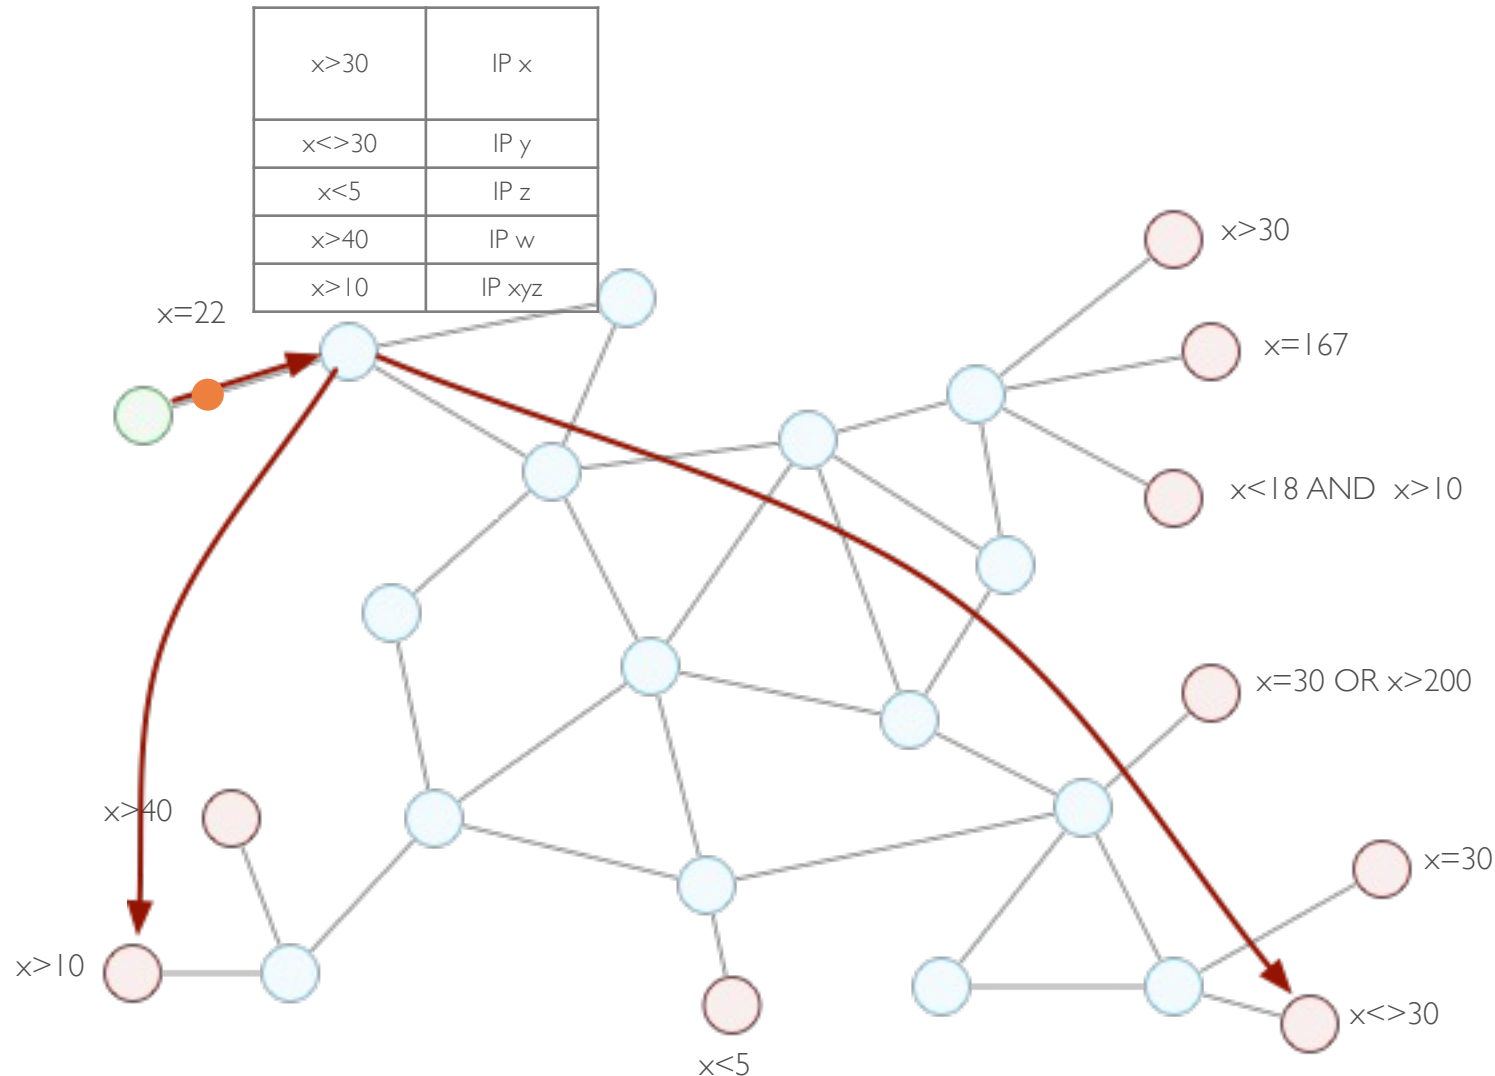 x>30 IP x
x<>30 IP y
x<5 IP z
x>40 IP w
x>10 IP xyz
x=22
x>30
x=167
x<18 AND x>10
x=30 OR x>200
x>40
x=30
x>10
x<>30
x<5